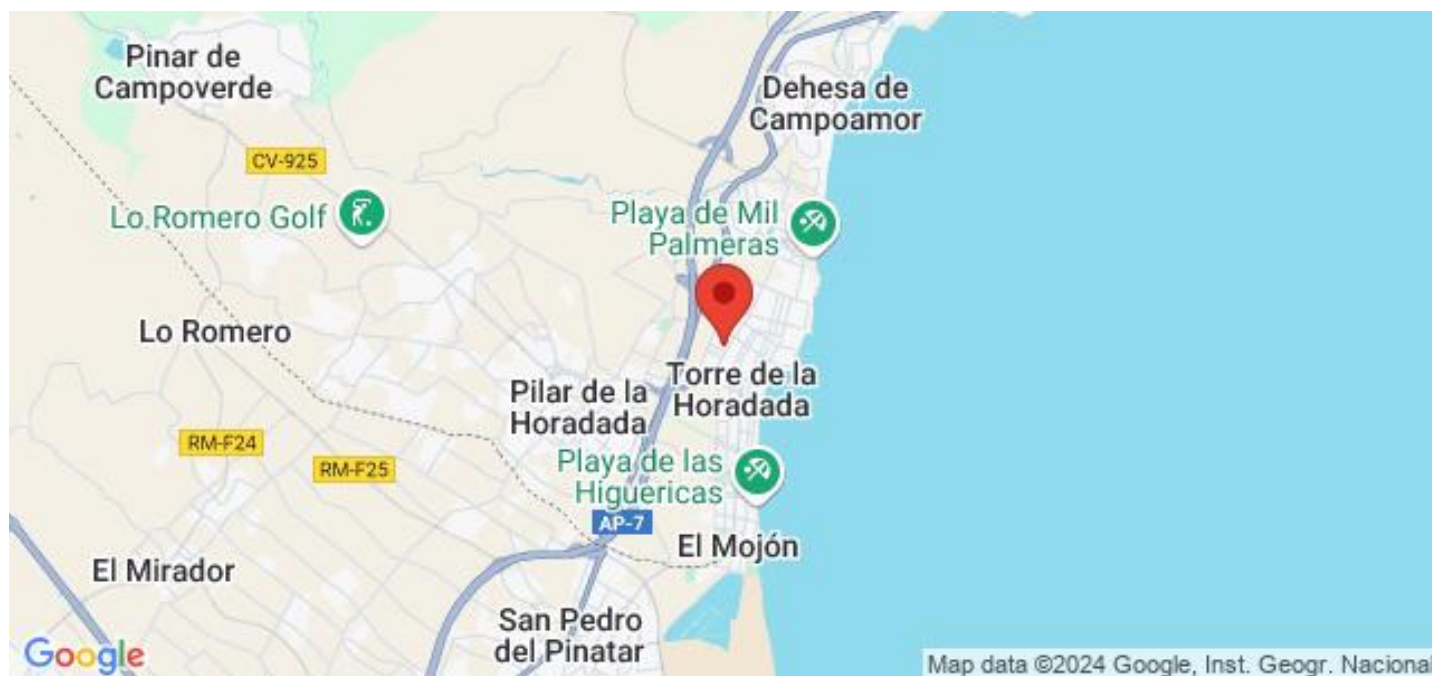 Pinar de
Campoverde
Dehesa de
Campoamor
CV-925
Lo Romero Golf
Playa de Mil
Palmeras
Lo Romero
Torre de la
Horadada
Pilar de la
Horadada
RM-F24
RM-F25
Playa de las
Higuericas
AP-7
El Mojón
El Mirador
San Pedro
del Pinatar
Google
Map data ©2024 Google, Inst. Geogr. Nacional